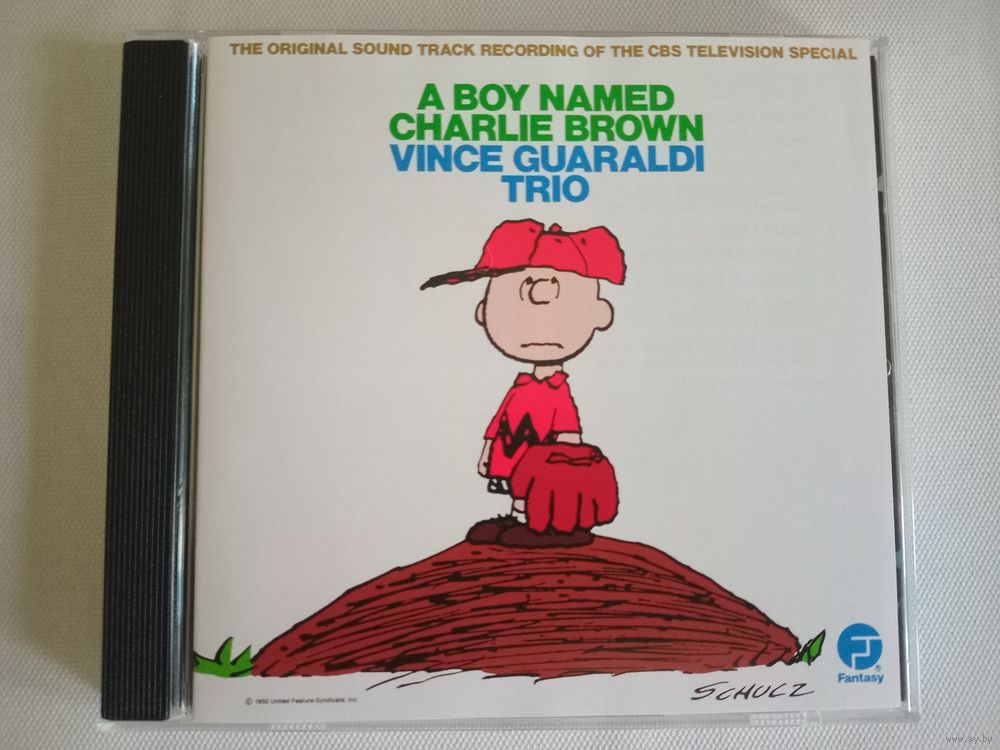 THE ORIGINAL SOUND TRACK RECORDING OF THE CBS TELEVISION SPECIAL
A BOY NAMED
CHARLIE BROWN
VINCE GUARALDI
TRIO
SCHULZ
® 
Fantasy
© 1950 United Feature Syndicate, Inc.
www.ay.by